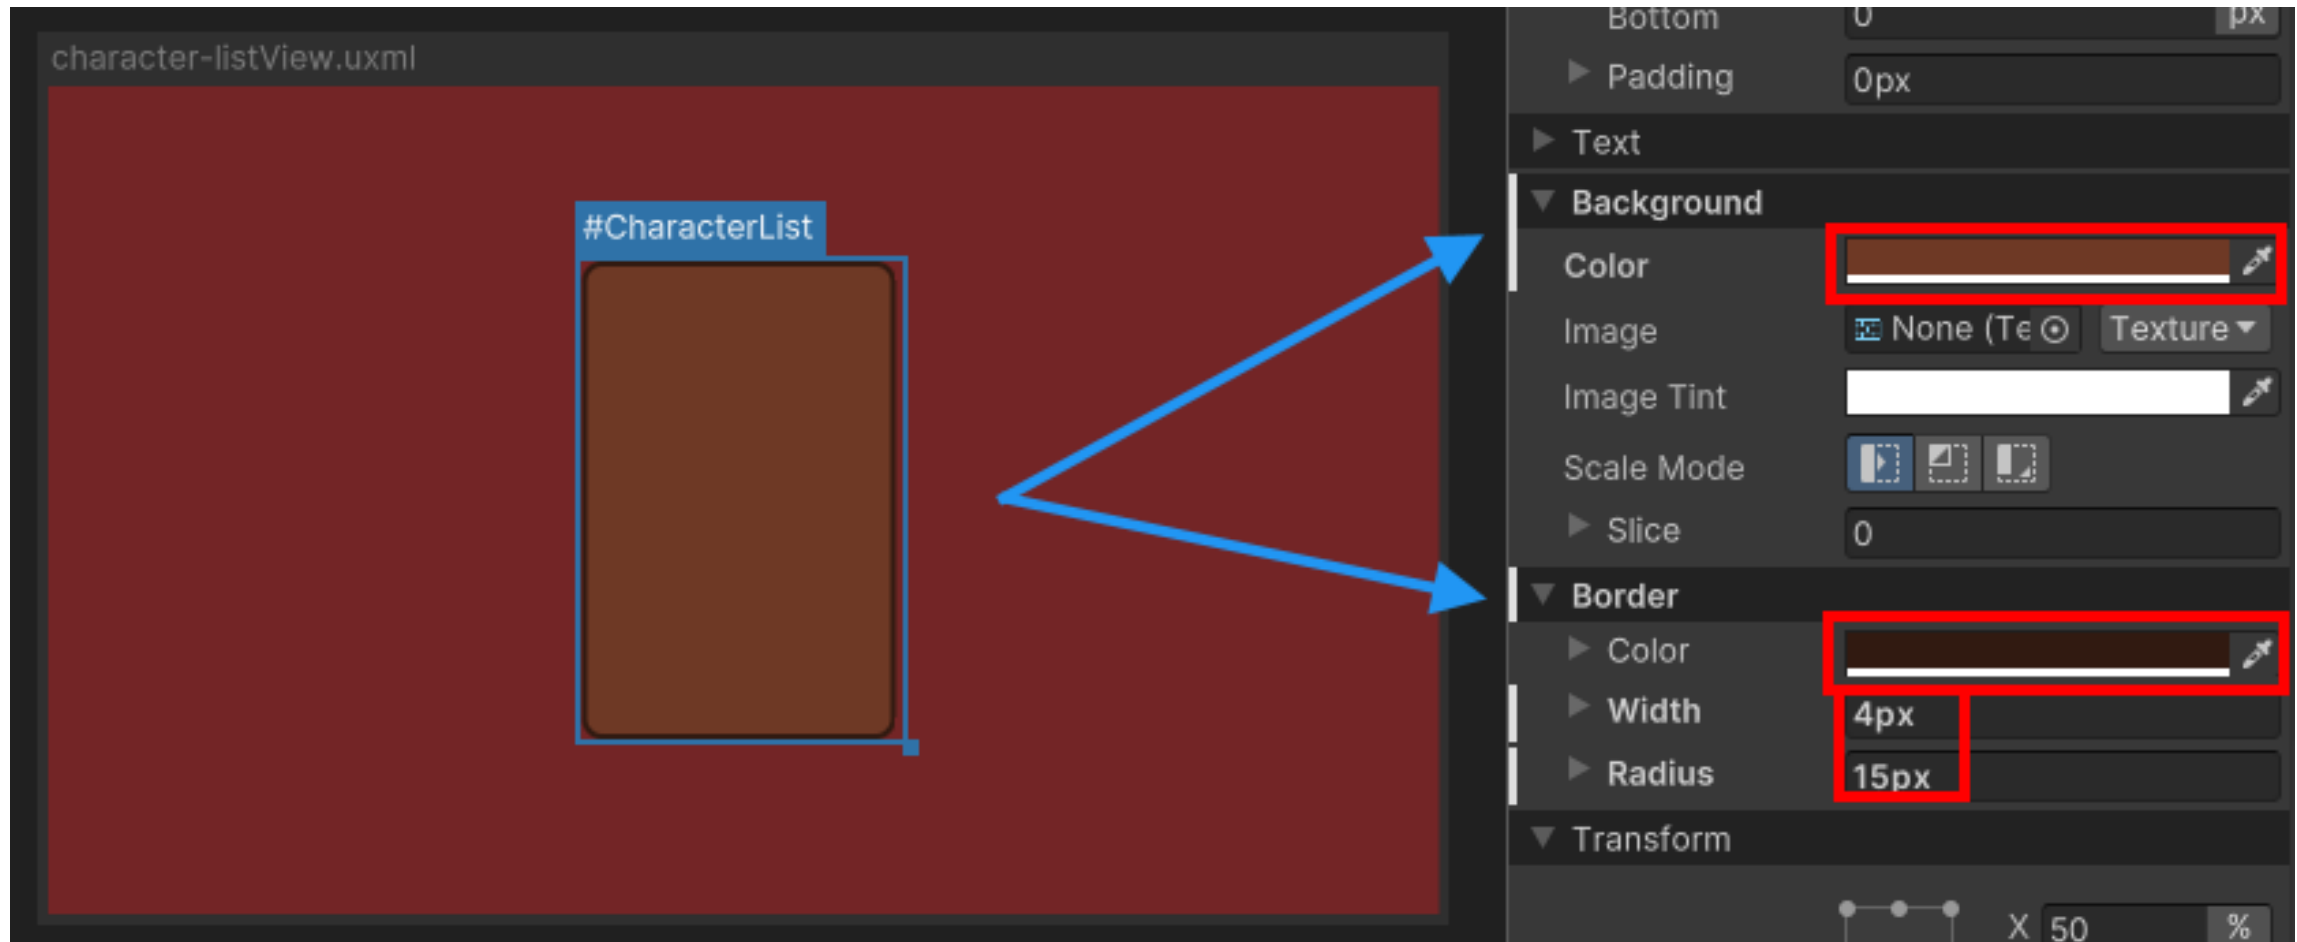 character-listView.uxml
#CharacterList
Bottom 0 px
Padding 0px
Text
Background
Color
Image None (Te Texture
Image Tint
Scale Mode
Slice 0
Border
Color
Width 4px
Radius 15px
Transform
X 50 %